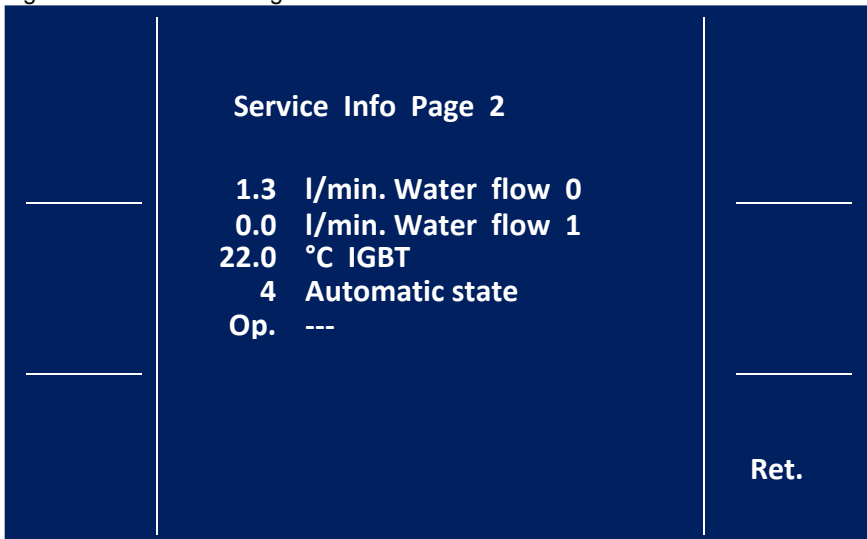 Service Info Page 2
1.3 l/min. Water flow 0
0.0 l/min. Water flow 1
22.0 °C IGBT
4 Automatic state
Op. ---
Ret.